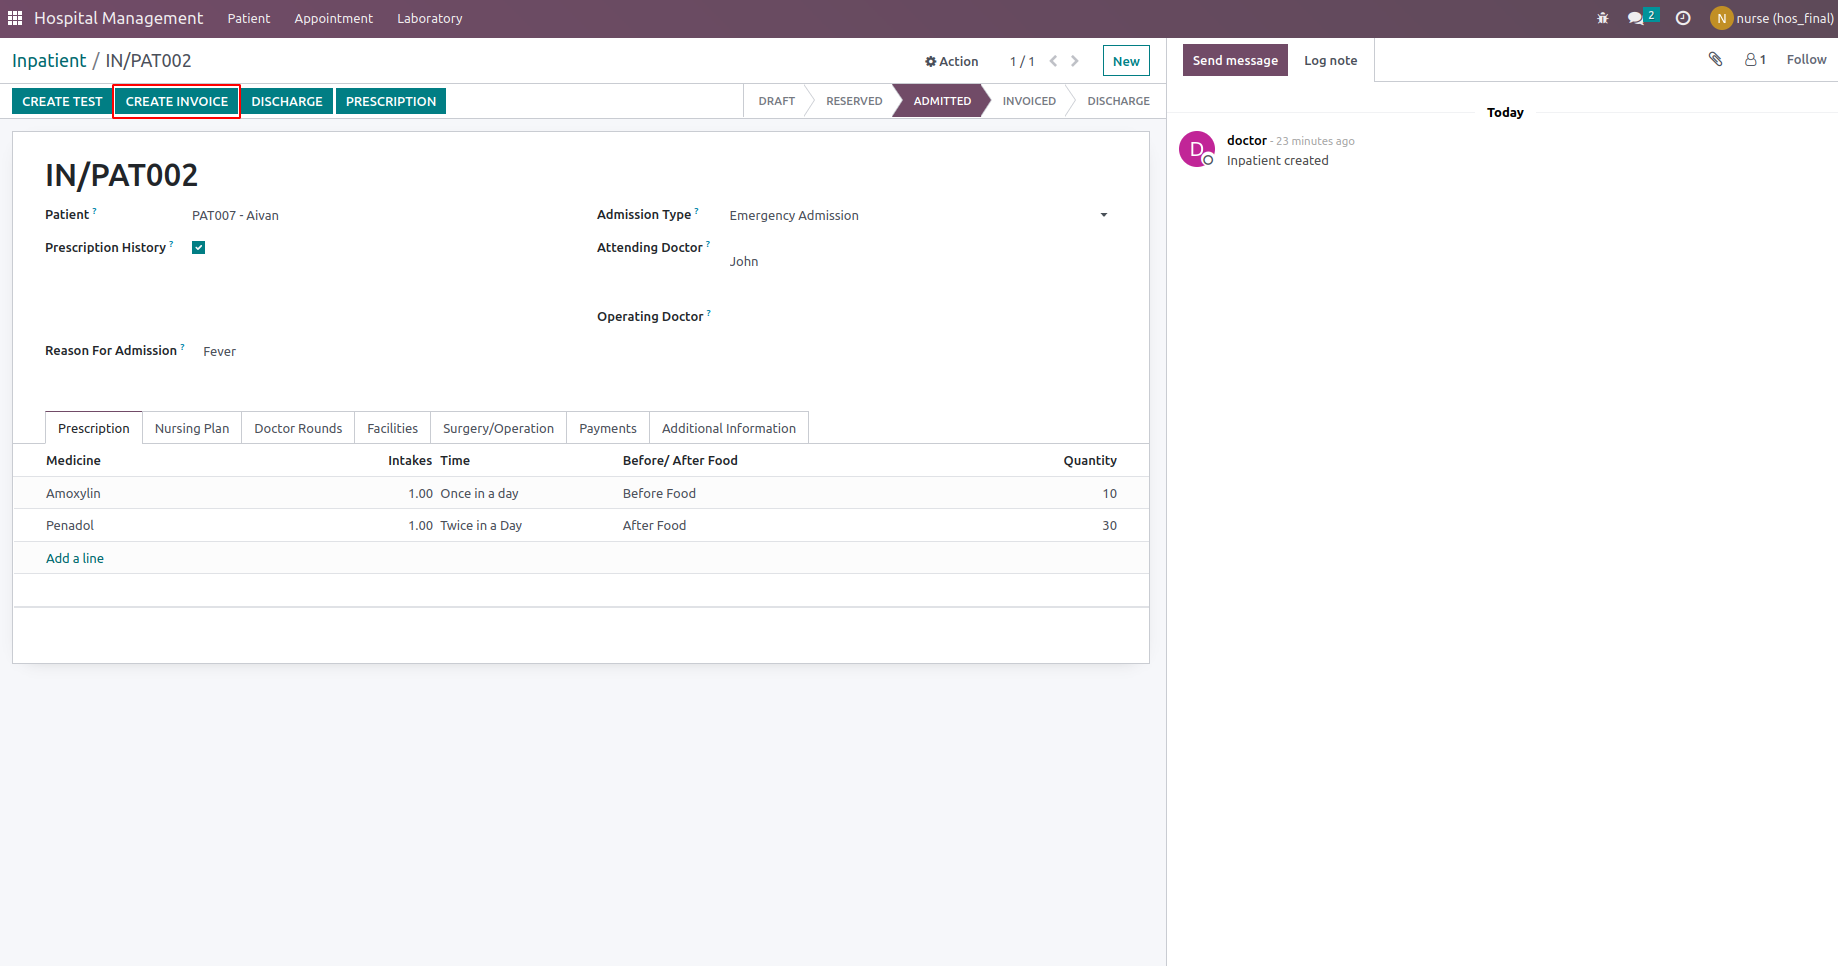 Hospital Management Patient Appointment Laboratory 2 N nurse (hos_final)
Inpatient / IN/PAT002 Action 1 / 1 New
Send message Log note 1 Follow
CREATE TEST CREATE INVOICE DISCHARGE PRESCRIPTION DRAFT RESERVED ADMITTED INVOICED DISCHARGE
Today
D doctor - 23 minutes ago
Inpatient created
IN/PAT002
Patient ? PAT007 - Aivan Admission Type ? Emergency Admission
Prescription History ? Attending Doctor ?
John
Operating Doctor ?
Reason For Admission ? Fever
Prescription Nursing Plan Doctor Rounds Facilities Surgery/Operation Payments Additional Information
Medicine Intakes Time Before/ After Food Quantity
Amoxylin 1.00 Once in a day Before Food 10
Penadol 1.00 Twice in a Day After Food 30
Add a line